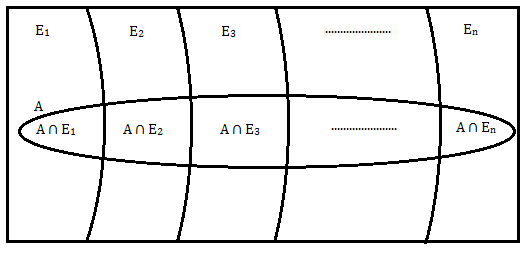 E₁ E₂ E₃ ...................... Eₙ
A
A ∩ E₁ A ∩ E₂ A ∩ E₃ ...................... A ∩ Eₙ